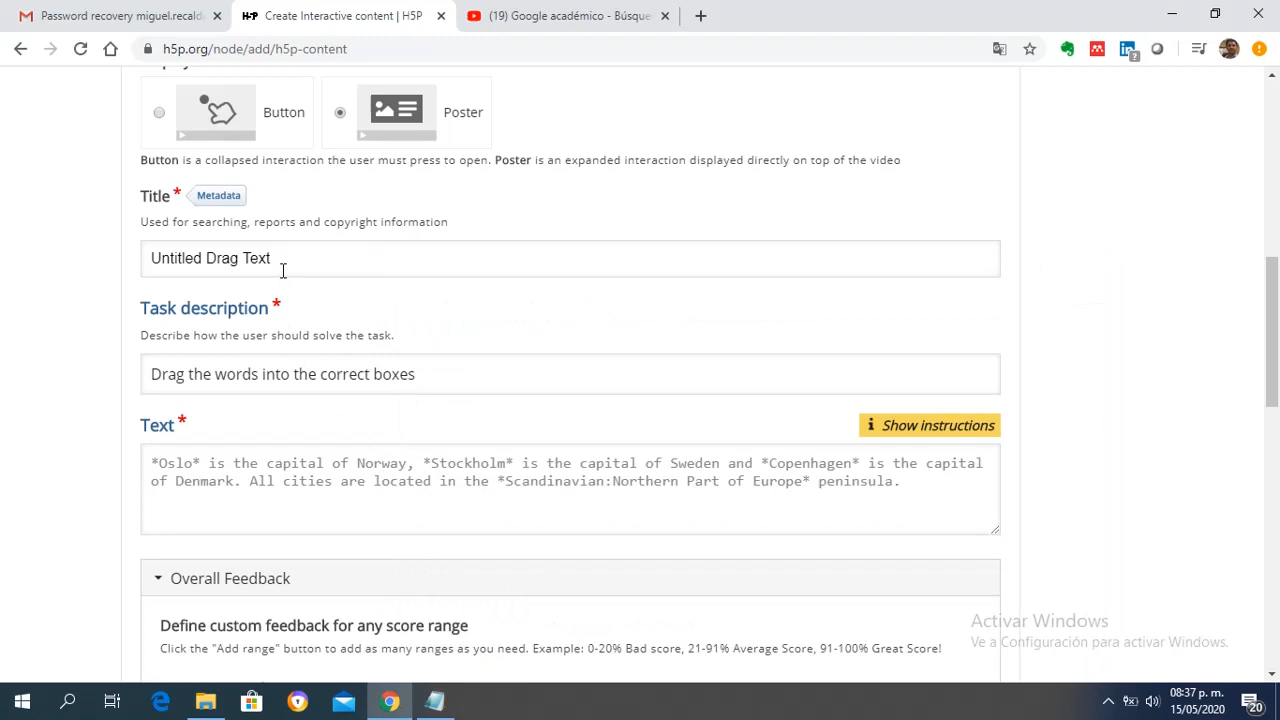 Password recovery miguel.recald
Create Interactive content | H5P
(19) Google académico - Búsque
h5p.org/node/add/h5p-content
Button
Poster
Button is a collapsed interaction the user must press to open. Poster is an expanded interaction displayed directly on top of the video
Title * Metadata
Used for searching, reports and copyright information
Untitled Drag Text
Task description *
Describe how the user should solve the task.
Drag the words into the correct boxes
Text *
Show instructions
*Oslo* is the capital of Norway, *Stockholm* is the capital of Sweden and *Copenhagen* is the capital
of Denmark. All cities are located in the *Scandinavian:Northern Part of Europe* peninsula.
Overall Feedback
Define custom feedback for any score range
Click the "Add range" button to add as many ranges as you need. Example: 0-20% Bad score, 21-91% Average Score, 91-100% Great Score!
Activar Windows
Ve a Configuración para activar Windows.
08:37 p. m.
15/05/2020
20